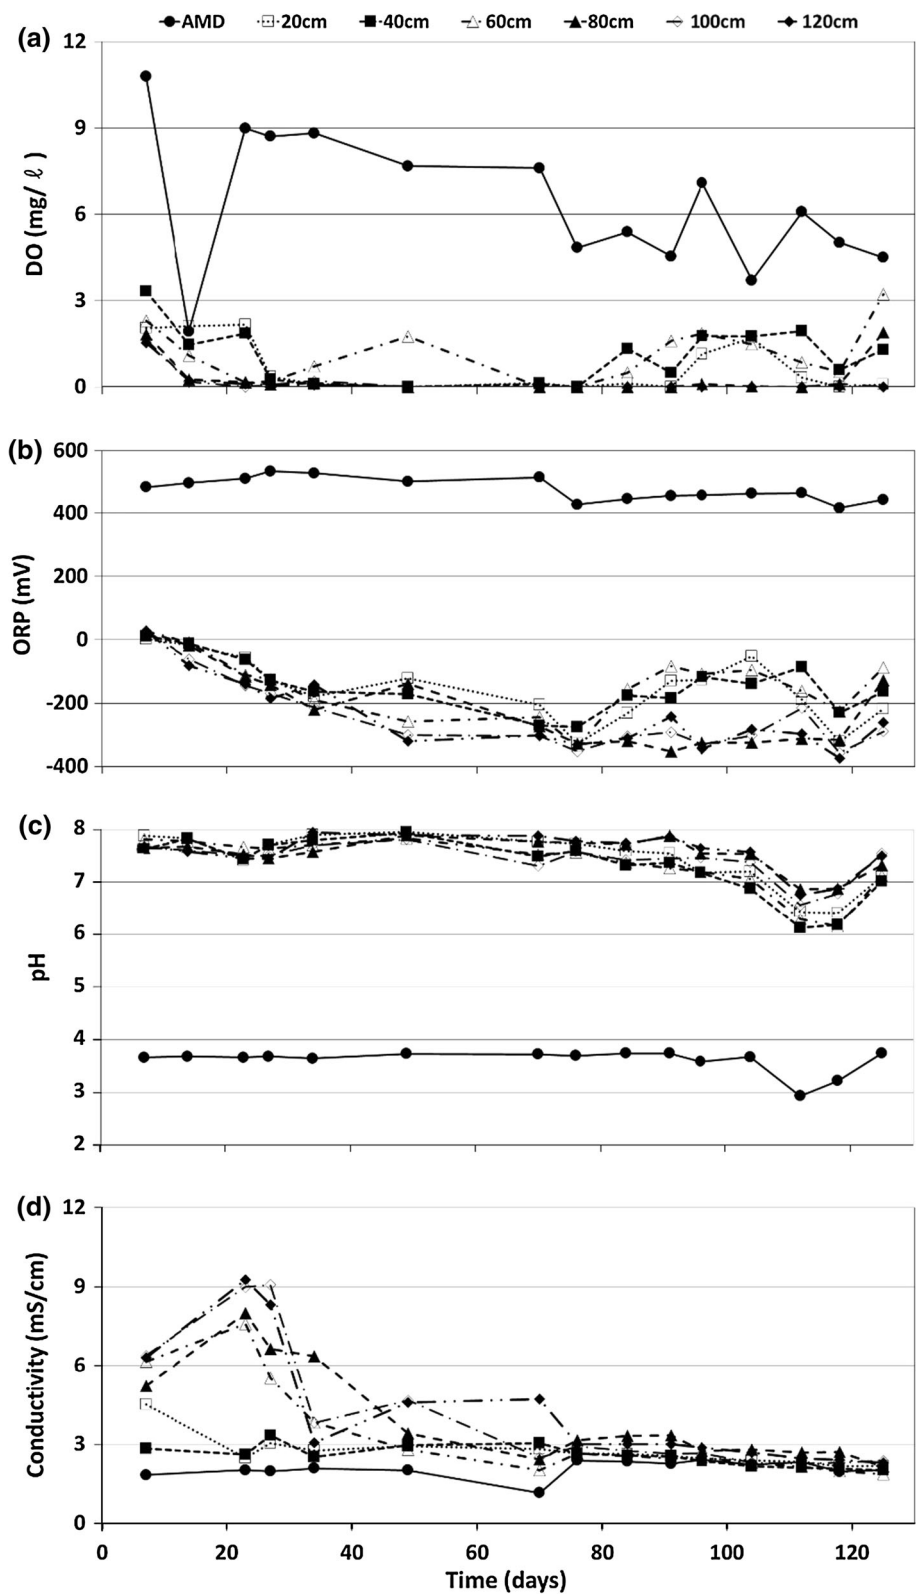 AMD 20cm 40cm 60cm 80cm 100cm 120cm
(a)
DO (mg/ ℓ )
12
9
6
3
0
(b)
ORP (mV)
600
400
200
0
-200
-400
(c)
pH
8
7
6
5
4
3
2
(d)
Conductivity (mS/cm)
12
9
6
3
0
0 20 40 60 80 100 120
Time (days)